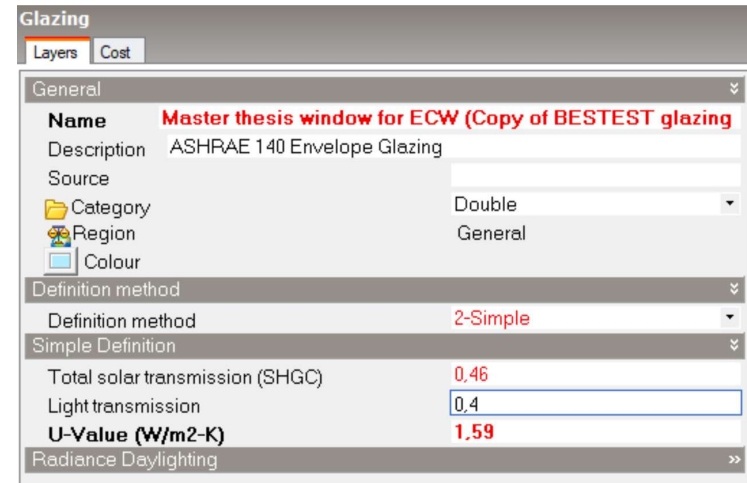 Glazing
Layers Cost
General
Name Master thesis window for ECW (Copy of BESTEST glazing
Description ASHRAE 140 Envelope Glazing
Source
Category Double
Region General
Colour
Definition method
Definition method 2-Simple
Simple Definition
Total solar transmission (SHGC) 0,46
Light transmission 0,4
U-Value (W/m2-K) 1,59
Radiance Daylighting